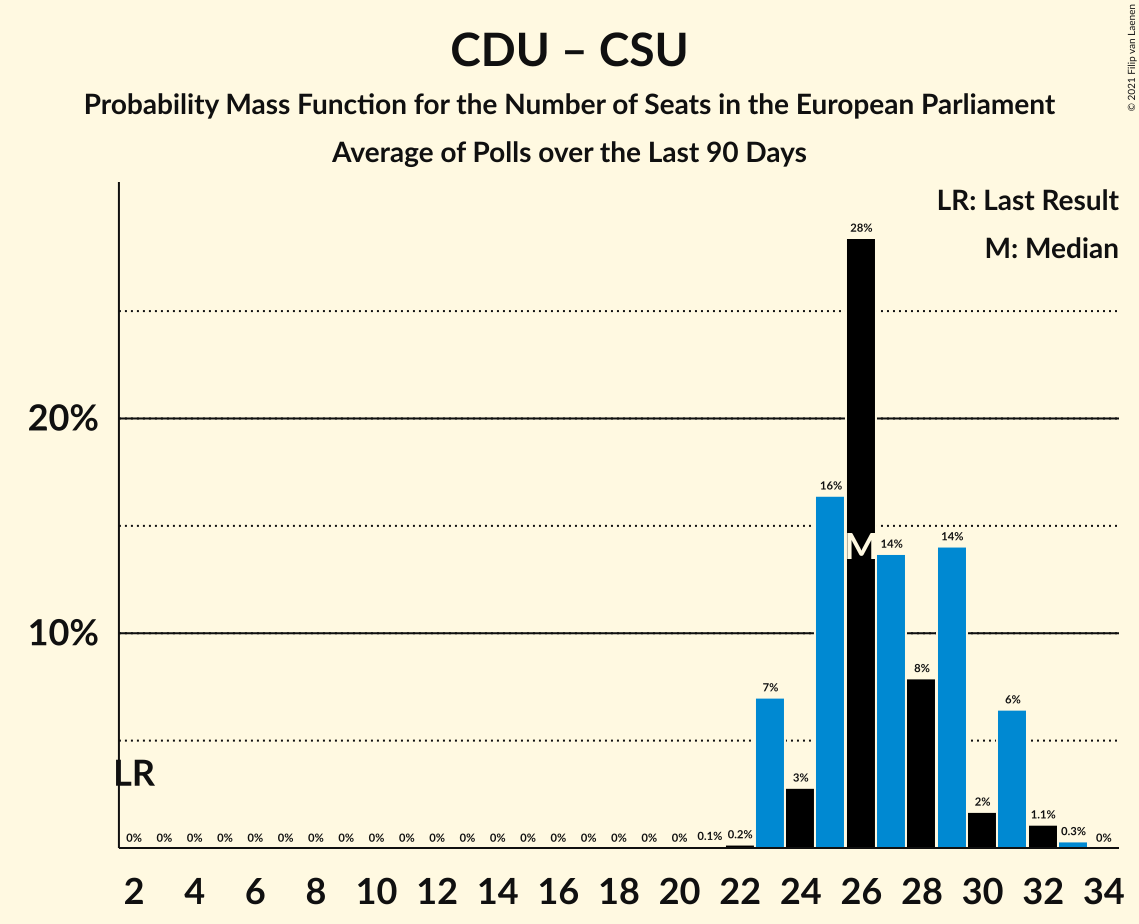 CDU – CSU
Probability Mass Function for the Number of Seats in the European Parliament
Average of Polls over the Last 90 Days
© 2021 Filip van Laenen
LR: Last Result
M: Median
28%
20%
16%
M
14%
14%
10%
8%
7%
6%
LR
3%
2%
1.1%
0% 0% 0% 0% 0% 0% 0% 0% 0% 0% 0% 0% 0% 0% 0% 0% 0% 0% 0% 0.1% 0.2% 0.3% 0%
2 4 6 8 10 12 14 16 18 20 22 24 26 28 30 32 34